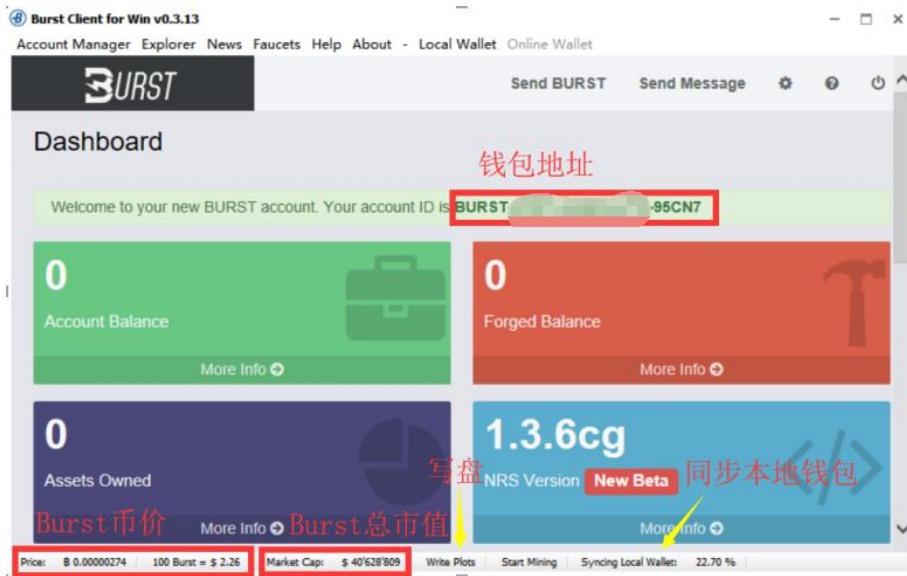 Burst Client for Win v0.3.13
Account Manager Explorer News Faucets Help About - Local Wallet Online Wallet
BURST Send BURST Send Message
Dashboard
钱包地址
Welcome to your new BURST account. Your account ID is BURST -95CN7
0 0
Account Balance Forged Balance
More Info More Info
0 1.3.6cg
写盘
Assets Owned NRS Version New Beta 同步本地钱包
Burst币价 More Info Burst总市值 More Info
Price: B 0.00000274 100 Burst = $ 2.26 Market Cap: $ 40'628'809 Write Plots Start Mining Syncing Local Wallet: 22.70 %